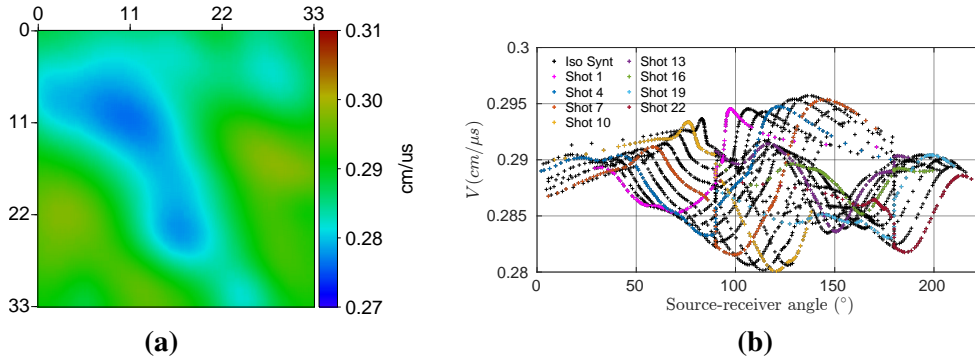 0 11 22 33
0
11
22
33
0.31
0.30
0.29
0.28
0.27
cm/us
(a)
0.3
0.295
0.29
0.285
0.28
V(cm/μs)
Iso Synt
Shot 1
Shot 4
Shot 7
Shot 10
Shot 13
Shot 16
Shot 19
Shot 22
0 50 100 150 200
Source-receiver angle (°)
(b)